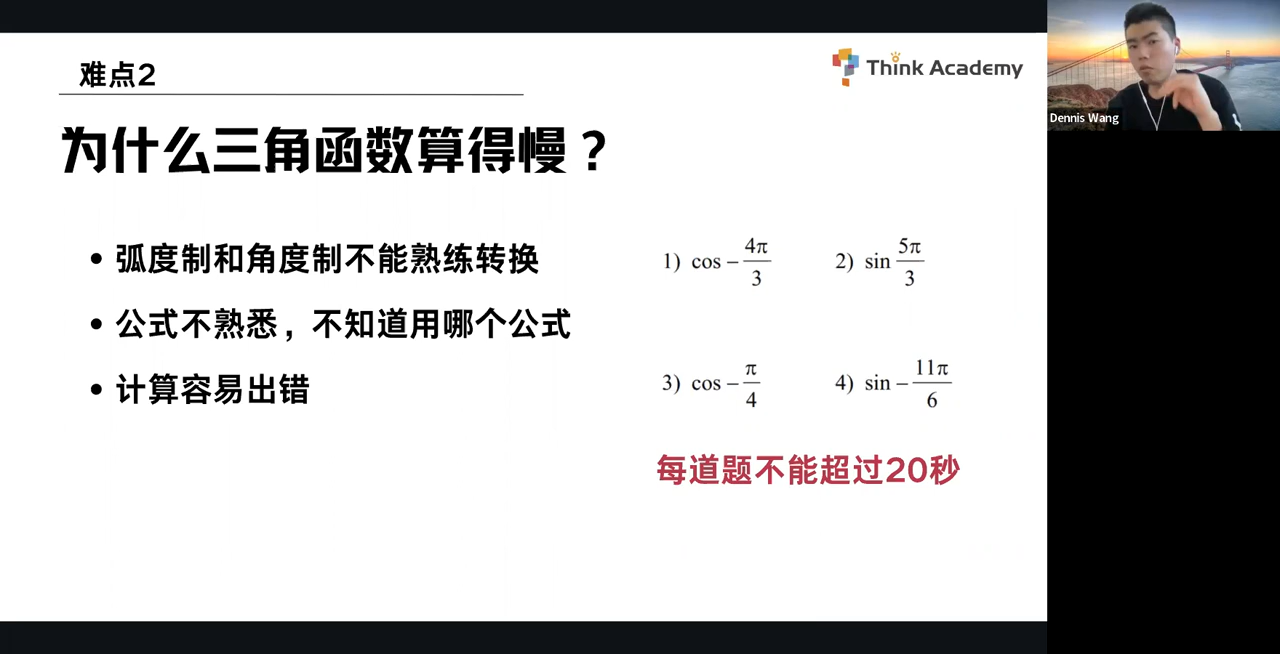 难点2
Think Academy
Dennis Wang
为什么三角函数算得慢？
• 弧度制和角度制不能熟练转换
• 公式不熟悉，不知道用哪个公式
• 计算容易出错
1) cos −4π/3
2) sin 5π/3
3) cos −π/4
4) sin −11π/6
每道题不能超过20秒